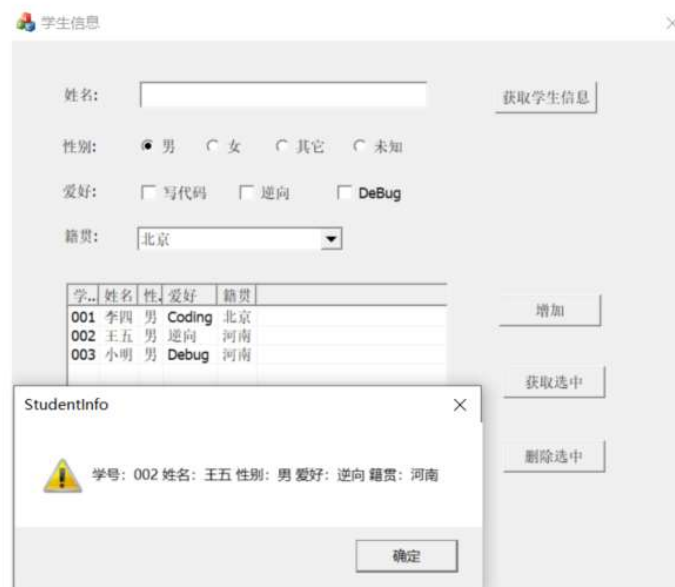 学生信息
姓名: 获取学生信息
性别: 男 女 其它 未知
爱好: 写代码 逆向 DeBug
籍贯: 北京
学.. 姓名 性. 爱好 籍贯
001 李四 男 Coding 北京
002 王五 男 逆向 河南
003 小明 男 Debug 河南
增加
获取选中
删除选中
StudentInfo
学号：002 姓名：王五 性别：男 爱好：逆向 籍贯：河南
确定